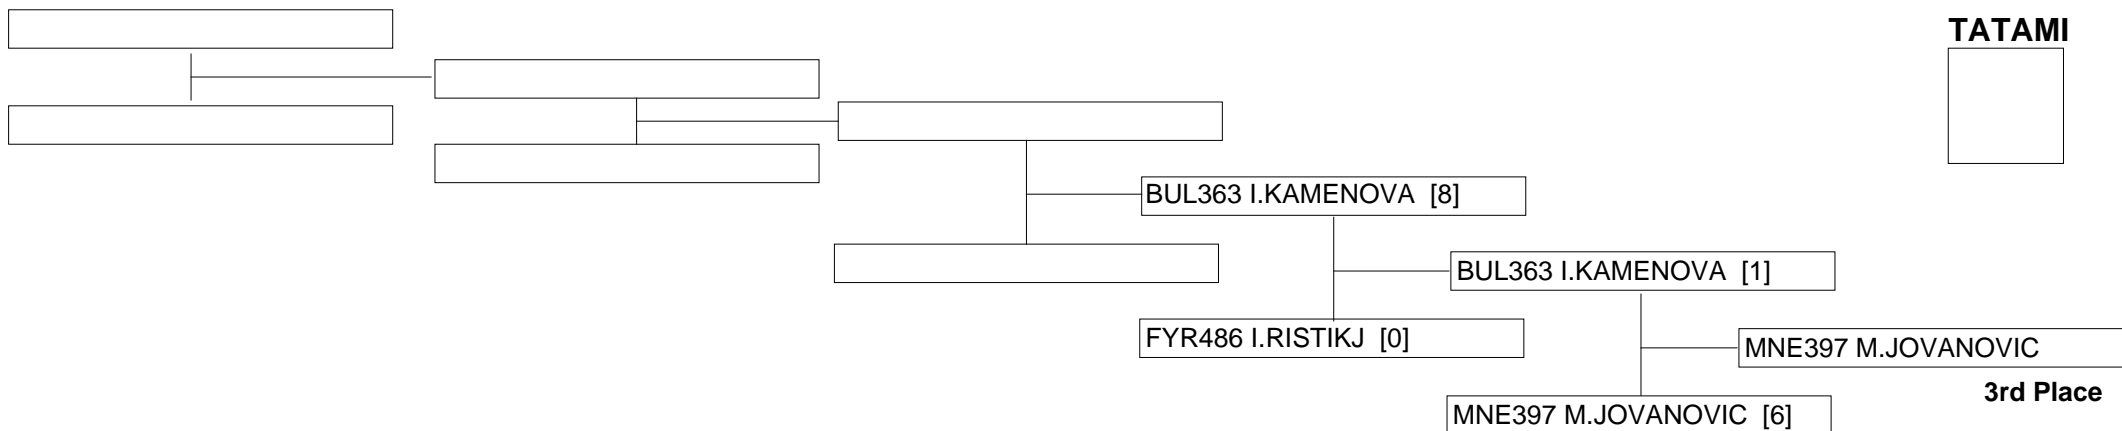 TATAMI
BUL363 I.KAMENOVA [8]
BUL363 I.KAMENOVA [1]
FYR486 I.RISTIKJ [0]
MNE397 M.JOVANOVIC
3rd Place
MNE397 M.JOVANOVIC [6]